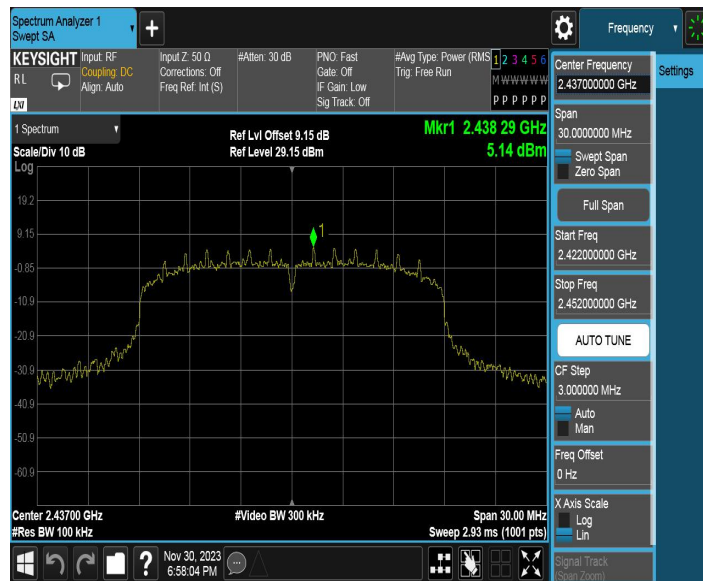 Spectrum Analyzer 1
Swept SA
+
Frequency
KEYSIGHT
RL
LXI
Input: RF
Coupling: DC
Align: Auto
Input Z: 50 Ω
Corrections: Off
Freq Ref: Int (S)
#Atten: 30 dB
PNO: Fast
Gate: Off
IF Gain: Low
Sig Track: Off
#Avg Type: Power (RMS
Trig: Free Run
1 2 3 4 5 6
M W W W W W
P P P P P P
1 Spectrum
Scale/Div 10 dB
Log
Ref Lvl Offset 9.15 dB
Ref Level 29.15 dBm
Mkr1 2.438 29 GHz
5.14 dBm
19.2
9.15
-0.85
-10.9
-20.9
-30.9
-40.9
-50.9
-60.9
1
Center 2.43700 GHz
#Res BW 100 kHz
#Video BW 300 kHz
Span 30.00 MHz
Sweep 2.93 ms (1001 pts)
Nov 30, 2023
6:58:04 PM
?
Center Frequency
2.437000000 GHz
Span
30.0000000 MHz
Swept Span
Zero Span
Full Span
Start Freq
2.422000000 GHz
Stop Freq
2.452000000 GHz
AUTO TUNE
CF Step
3.000000 MHz
Auto
Man
Freq Offset
0 Hz
X Axis Scale
Log
Lin
Signal Track
(Span Zoom)
Settings